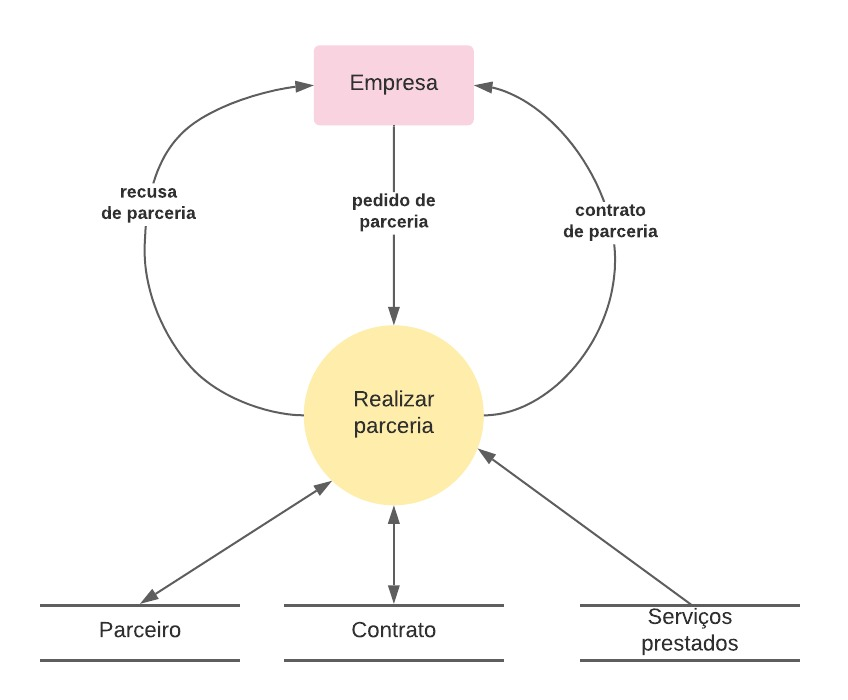 Empresa
recusa
de parceria
pedido de
parceria
contrato
de parceria
Realizar
parceria
Parceiro
Contrato
Serviços
prestados